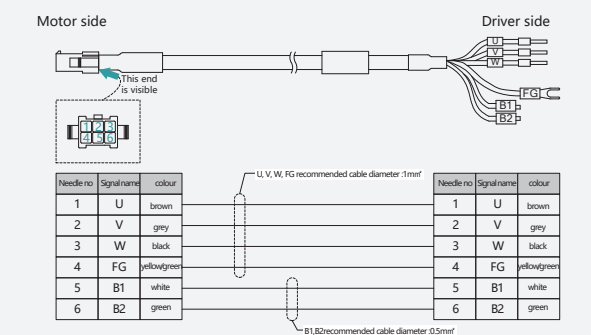 Motor side
Driver side
U
V
W
FG
B1
B2
This end
is visible
1 2 3
4 5 6
U, V, W, FG recommended cable diameter :1mm²
Needle no Signal name colour Needle no Signal name colour
1 U brown 1 U brown
2 V grey 2 V grey
3 W black 3 W black
4 FG yellow/green 4 FG yellow/green
5 B1 white 5 B1 white
6 B2 green 6 B2 green
B1,B2recommended cable diameter :0.5mm²